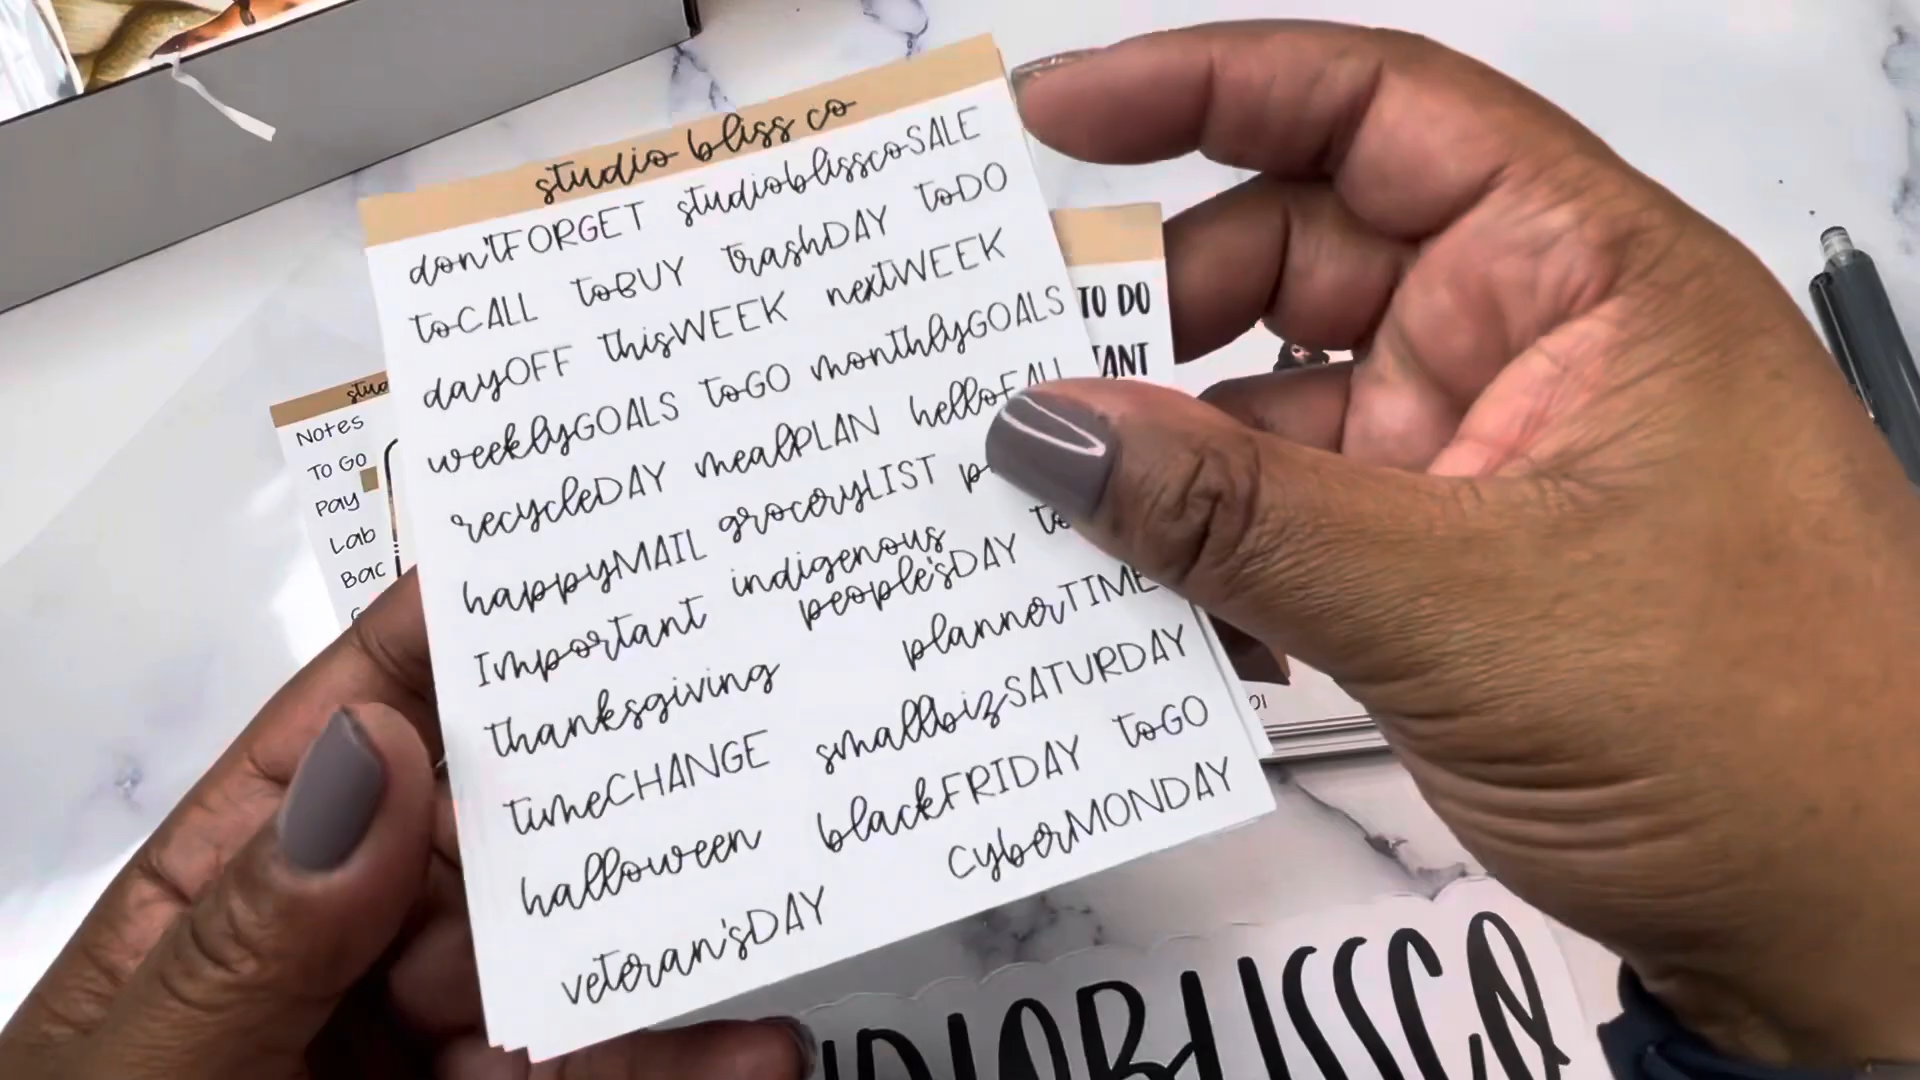 studio bliss co
don'tFORGET studioblisscoSALE
toCALL toBUY trashDAY toDO
dayOFF thisWEEK nextWEEK
weeklyGOALS toGO monthlyGOALS
recycleDAY mealPLAN helloFALL
happyMAIL groceryLIST
Important indigenous people'sDAY
thanksgiving plannerTIME
timeCHANGE smallbizSATURDAY
halloween blackFRIDAY toGO
veteran'sDAY cyberMONDAY
TO DO
Notes
TO GO
Pay
Lab